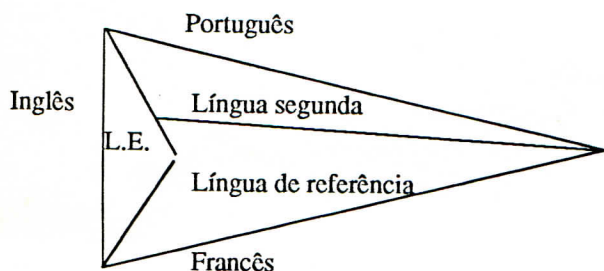 Português
Inglês
Língua segunda
L.E.
Língua de referência
Francês